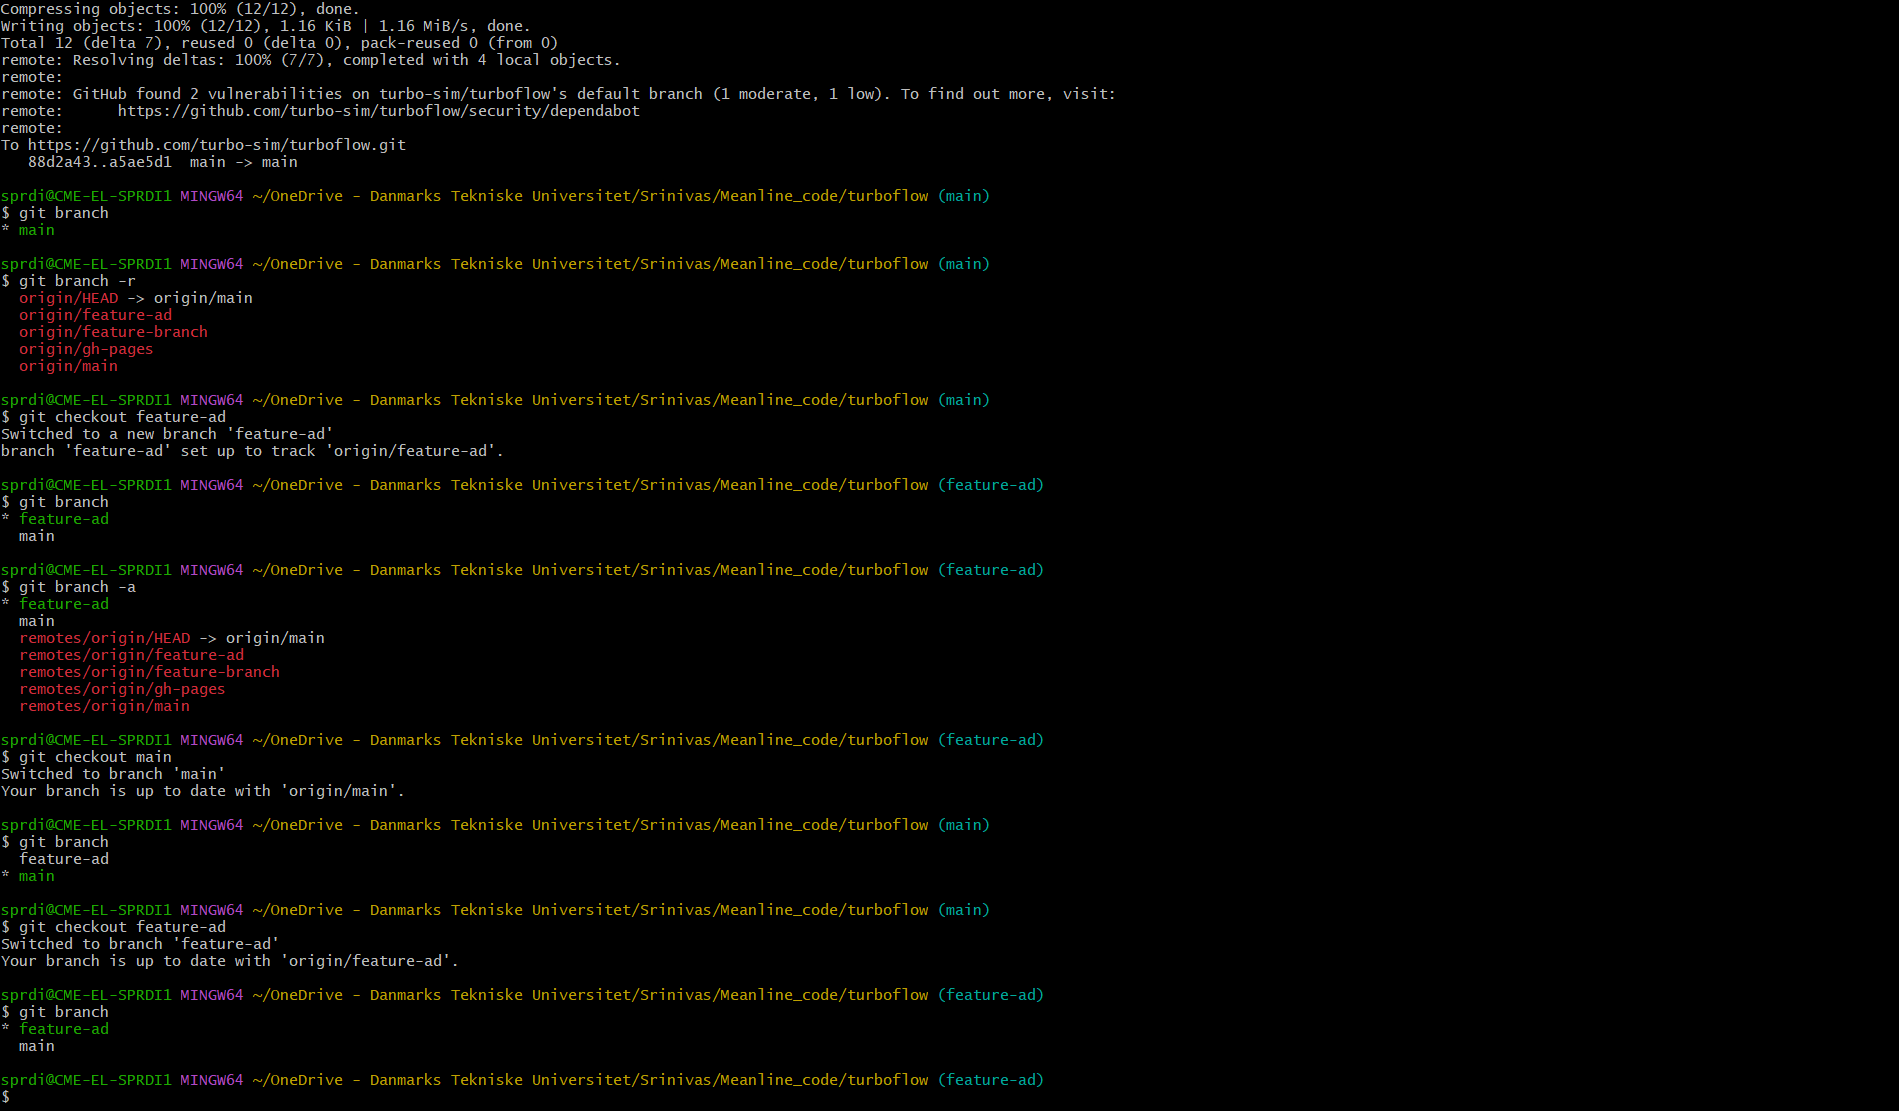 Compressing objects: 100% (12/12), done.
Writing objects: 100% (12/12), 1.16 KiB | 1.16 MiB/s, done.
Total 12 (delta 7), reused 0 (delta 0), pack-reused 0 (from 0)
remote: Resolving deltas: 100% (7/7), completed with 4 local objects.
remote:
remote: GitHub found 2 vulnerabilities on turbo-sim/turboflow's default branch (1 moderate, 1 low). To find out more, visit:
remote:      https://github.com/turbo-sim/turboflow/security/dependabot
remote:
To https://github.com/turbo-sim/turboflow.git
   88d2a43..a5ae5d1  main -> main

sprdi@CME-EL-SPRDI1 MINGW64 ~/OneDrive - Danmarks Tekniske Universitet/Srinivas/Meanline_code/turboflow (main)
$ git branch
* main

sprdi@CME-EL-SPRDI1 MINGW64 ~/OneDrive - Danmarks Tekniske Universitet/Srinivas/Meanline_code/turboflow (main)
$ git branch -r
  origin/HEAD -> origin/main
  origin/feature-ad
  origin/feature-branch
  origin/gh-pages
  origin/main

sprdi@CME-EL-SPRDI1 MINGW64 ~/OneDrive - Danmarks Tekniske Universitet/Srinivas/Meanline_code/turboflow (main)
$ git checkout feature-ad
Switched to a new branch 'feature-ad'
branch 'feature-ad' set up to track 'origin/feature-ad'.

sprdi@CME-EL-SPRDI1 MINGW64 ~/OneDrive - Danmarks Tekniske Universitet/Srinivas/Meanline_code/turboflow (feature-ad)
$ git branch
* feature-ad
  main

sprdi@CME-EL-SPRDI1 MINGW64 ~/OneDrive - Danmarks Tekniske Universitet/Srinivas/Meanline_code/turboflow (feature-ad)
$ git branch -a
* feature-ad
  main
  remotes/origin/HEAD -> origin/main
  remotes/origin/feature-ad
  remotes/origin/feature-branch
  remotes/origin/gh-pages
  remotes/origin/main

sprdi@CME-EL-SPRDI1 MINGW64 ~/OneDrive - Danmarks Tekniske Universitet/Srinivas/Meanline_code/turboflow (feature-ad)
$ git checkout main
Switched to branch 'main'
Your branch is up to date with 'origin/main'.

sprdi@CME-EL-SPRDI1 MINGW64 ~/OneDrive - Danmarks Tekniske Universitet/Srinivas/Meanline_code/turboflow (main)
$ git branch
  feature-ad
* main

sprdi@CME-EL-SPRDI1 MINGW64 ~/OneDrive - Danmarks Tekniske Universitet/Srinivas/Meanline_code/turboflow (main)
$ git checkout feature-ad
Switched to branch 'feature-ad'
Your branch is up to date with 'origin/feature-ad'.

sprdi@CME-EL-SPRDI1 MINGW64 ~/OneDrive - Danmarks Tekniske Universitet/Srinivas/Meanline_code/turboflow (feature-ad)
$ git branch
* feature-ad
  main

sprdi@CME-EL-SPRDI1 MINGW64 ~/OneDrive - Danmarks Tekniske Universitet/Srinivas/Meanline_code/turboflow (feature-ad)
$